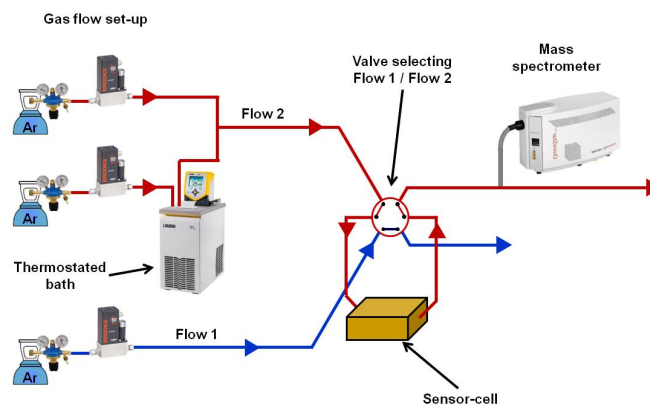 Gas flow set-up
Valve selecting
Flow 1 / Flow 2
Mass
spectrometer
Ar
Flow 2
Ar
LAUDA
Thermostated
bath
Flow 1
Ar
Sensor-cell